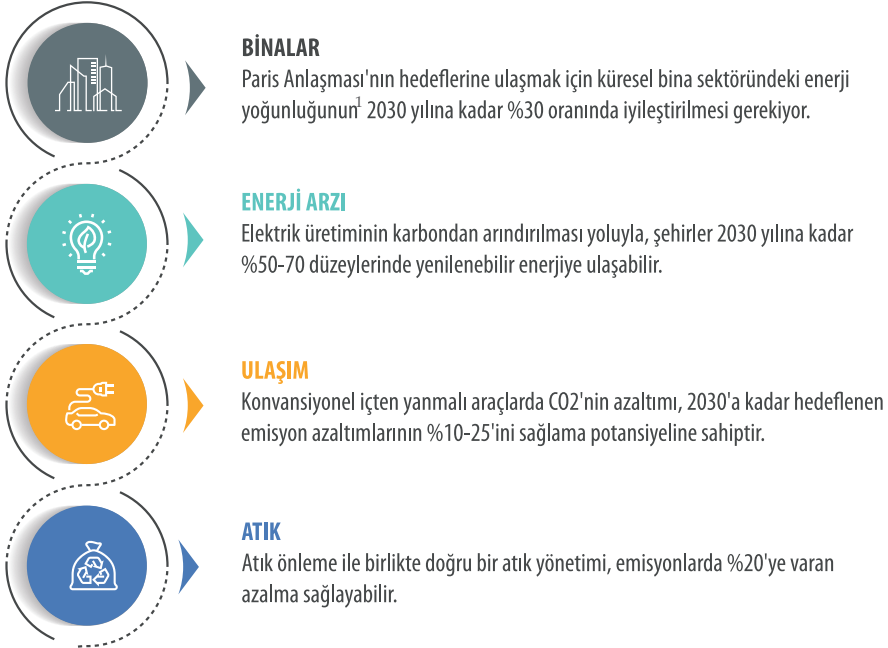 BİNALAR
Paris Anlaşması'nın hedeflerine ulaşmak için küresel bina sektöründeki enerji
yoğunluğunun¹ 2030 yılına kadar %30 oranında iyileştirilmesi gerekiyor.
ENERJİ ARZI
Elektrik üretiminin karbondan arındırılması yoluyla, şehirler 2030 yılına kadar
%50-70 düzeylerinde yenilenebilir enerjiye ulaşabilir.
ULAŞIM
Konvansiyonel içten yanmalı araçlarda CO2'nin azaltımı, 2030'a kadar hedeflenen
emisyon azaltımlarının %10-25'ini sağlama potansiyeline sahiptir.
ATIK
Atık önleme ile birlikte doğru bir atık yönetimi, emisyonlarda %20'ye varan
azalma sağlayabilir.